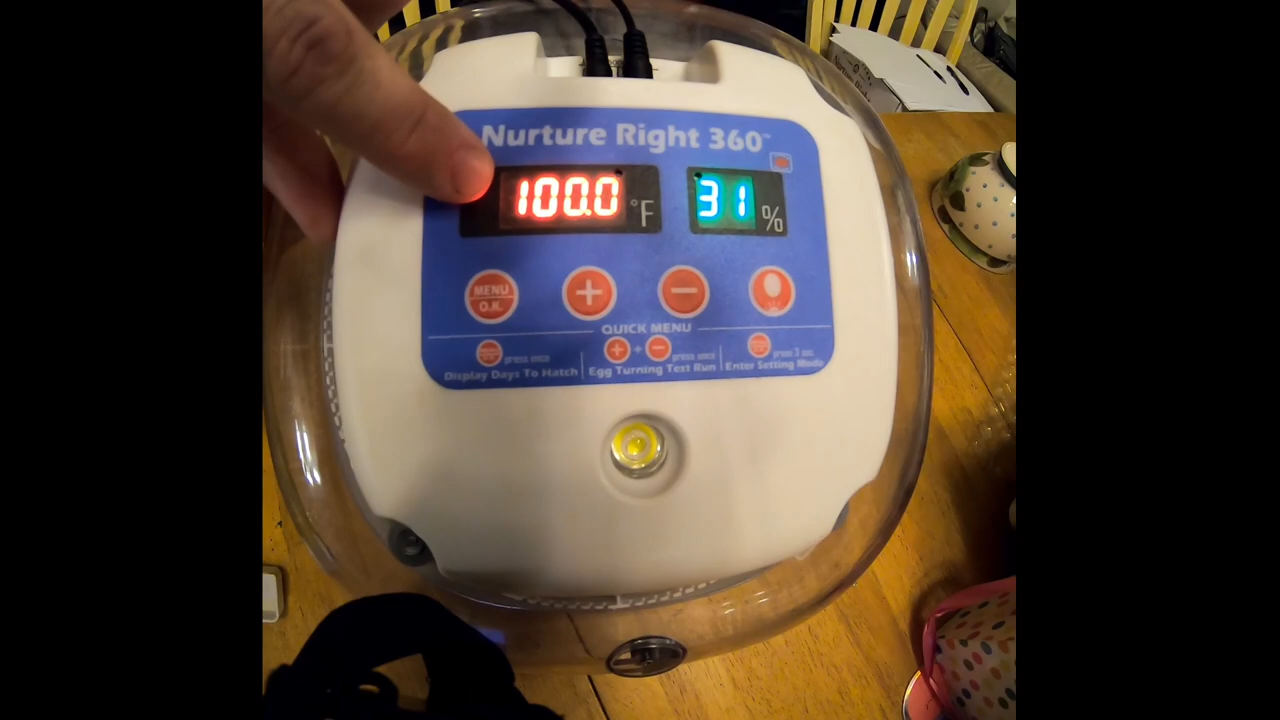 Nurture Right 360™
100.0 °F 31 %
MENU
O.K.
QUICK MENU
press once + press once press 3 sec.
Display Days To Hatch Egg Turning Test Run Enter Setting Mode